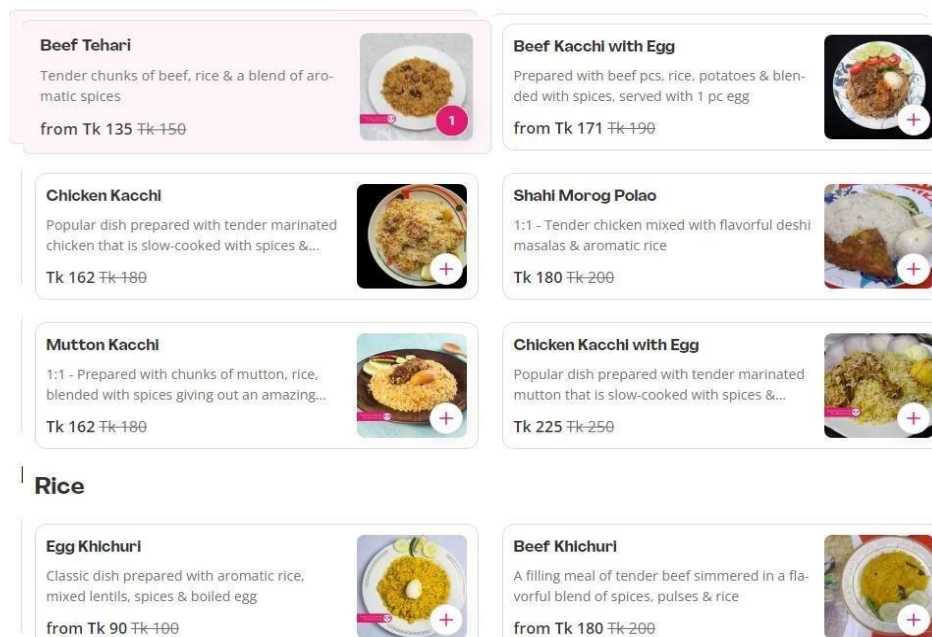 Beef Tehari
Tender chunks of beef, rice & a blend of aro-
matic spices
from Tk 135 Tk 150
1
Beef Kacchi with Egg
Prepared with beef pcs, rice, potatoes & blen-
ded with spices, served with 1 pc egg
from Tk 171 Tk 190
Chicken Kacchi
Popular dish prepared with tender marinated
chicken that is slow-cooked with spices &...
Tk 162 Tk 180
Shahi Morog Polao
1:1 - Tender chicken mixed with flavorful deshi
masalas & aromatic rice
Tk 180 Tk 200
Mutton Kacchi
1:1 - Prepared with chunks of mutton, rice,
blended with spices giving out an amazing...
Tk 162 Tk 180
Chicken Kacchi with Egg
Popular dish prepared with tender marinated
mutton that is slow-cooked with spices &...
Tk 225 Tk 250
Rice
Egg Khichuri
Classic dish prepared with aromatic rice,
mixed lentils, spices & boiled egg
from Tk 90 Tk 100
Beef Khichuri
A filling meal of tender beef simmered in a fla-
vorful blend of spices, pulses & rice
from Tk 180 Tk 200